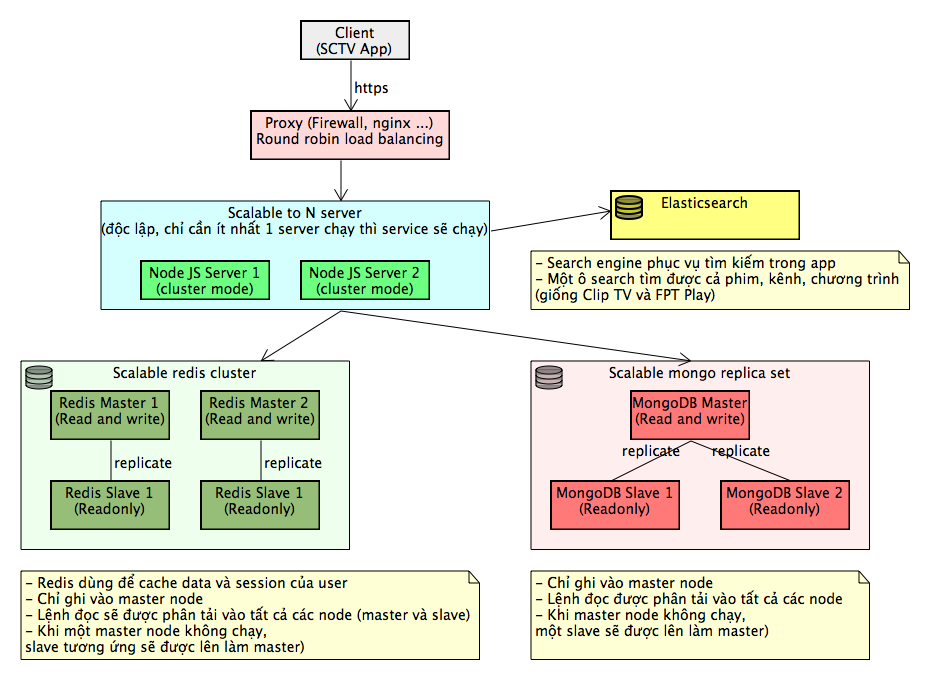 Client
(SCTV App)
https
Proxy (Firewall, nginx ...)
Round robin load balancing
Scalable to N server
(độc lập, chỉ cần ít nhất 1 server chạy thì service sẽ chạy)
Node JS Server 1
(cluster mode)
Node JS Server 2
(cluster mode)
Elasticsearch
- Search engine phục vụ tìm kiếm trong app
- Một ô search tìm được cả phim, kênh, chương trình
(giống Clip TV và FPT Play)
Scalable redis cluster
Redis Master 1
(Read and write)
Redis Master 2
(Read and write)
replicate
replicate
Redis Slave 1
(Readonly)
Redis Slave 1
(Readonly)
Scalable mongo replica set
MongoDB Master
(Read and write)
replicate
replicate
MongoDB Slave 1
(Readonly)
MongoDB Slave 2
(Readonly)
- Redis dùng để cache data và session của user
- Chỉ ghi vào master node
- Lệnh đọc sẽ được phân tải vào tất cả các node (master và slave)
- Khi một master node không chạy,
slave tương ứng sẽ được lên làm master)
- Chỉ ghi vào master node
- Lệnh đọc được phân tải vào tất cả các node
- Khi master node không chạy,
một slave sẽ được lên làm master)